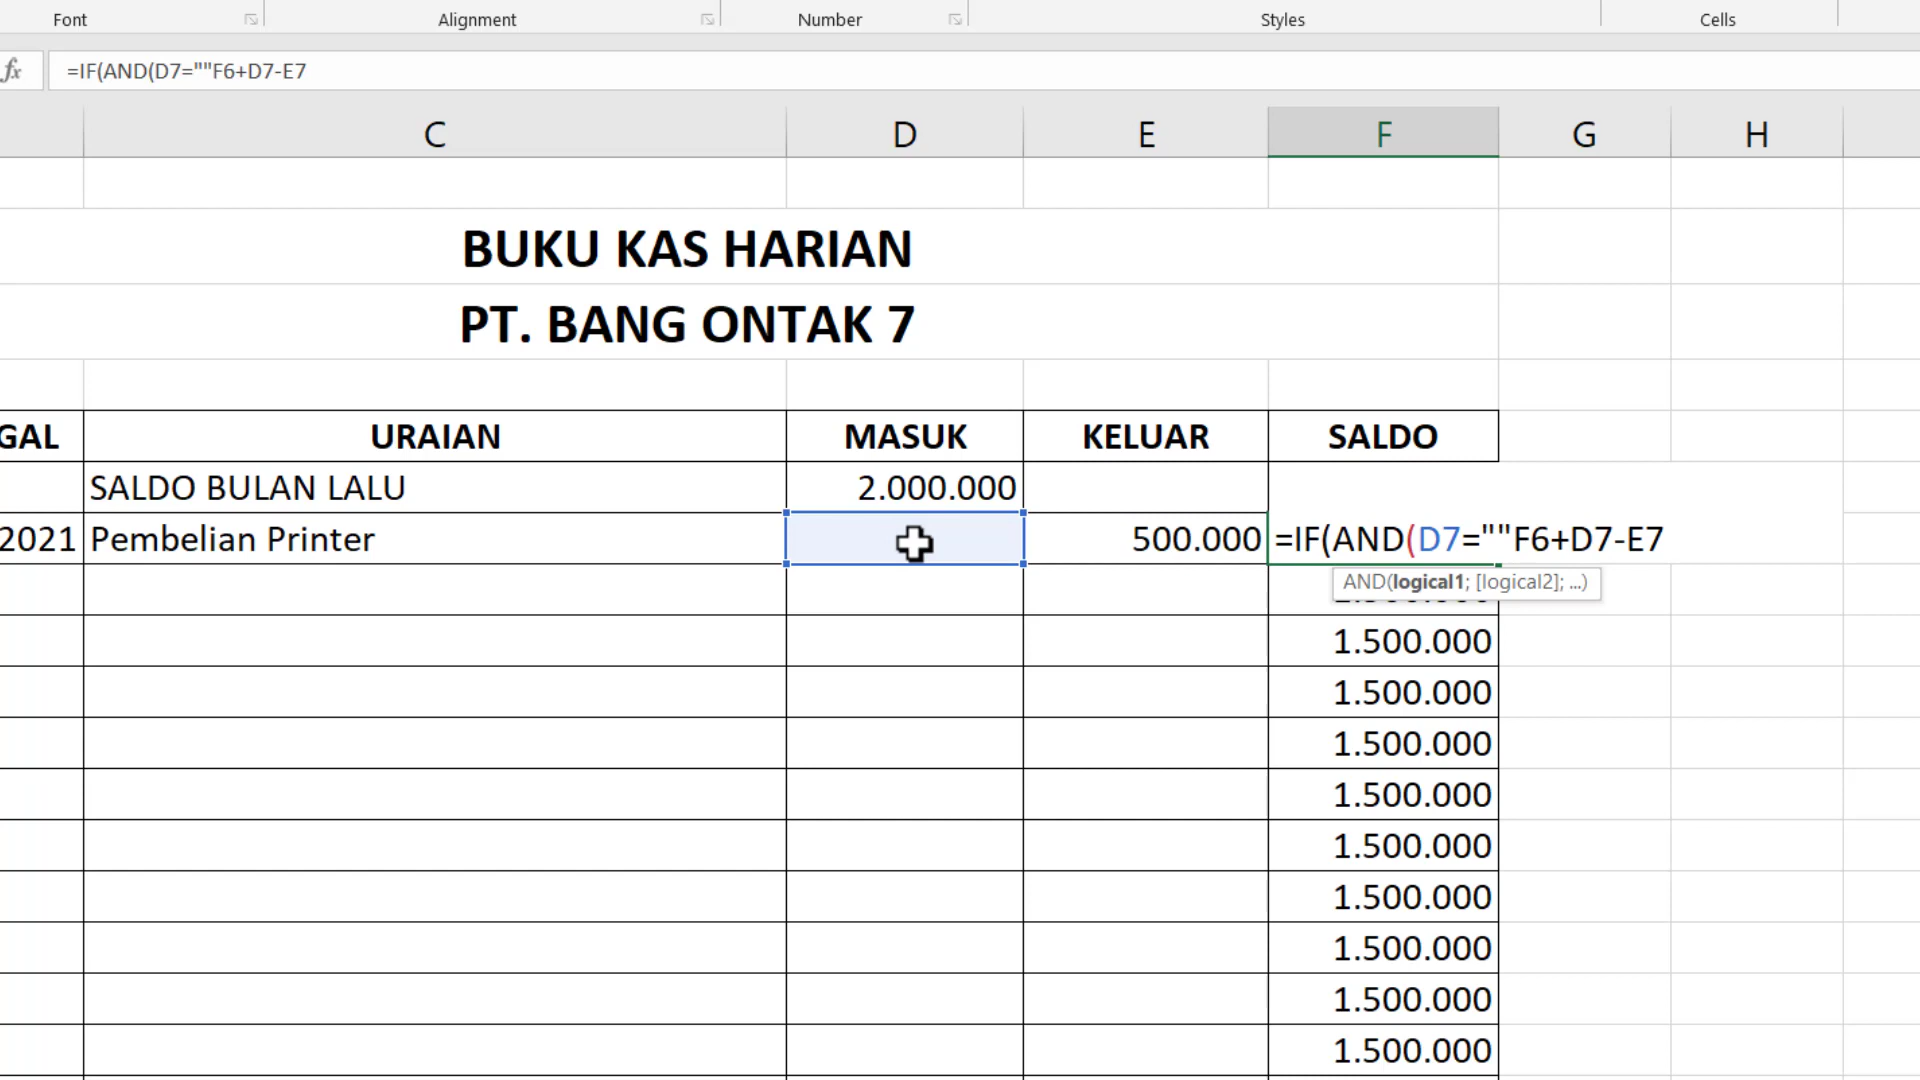 Font Alignment Number Styles Cells
fx =IF(AND(D7=""F6+D7-E7
C D E F G H
BUKU KAS HARIAN
PT. BANG ONTAK 7
GAL URAIAN MASUK KELUAR SALDO
SALDO BULAN LALU 2.000.000
2021 Pembelian Printer 500.000 =IF(AND(D7=""F6+D7-E7
AND(logical1; [logical2]; ...)
1.500.000
1.500.000
1.500.000
1.500.000
1.500.000
1.500.000
1.500.000
1.500.000
1.500.000